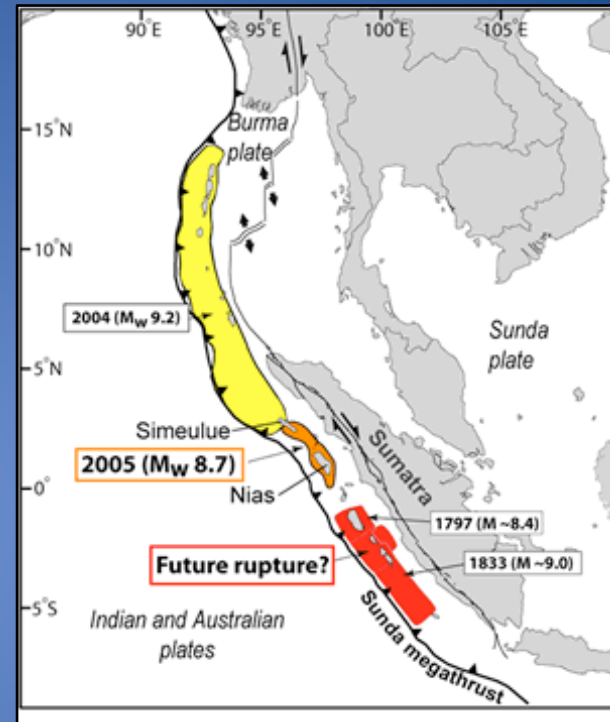 90°E 95°E 100°E 105°E
Burma
plate
15°N
10°N
2004 (Mw 9.2)
Sunda
plate
5°N
Simeulue
2005 (Mw 8.7)
Sumatra
Nias
0°
1797 (M ~8.4)
Future rupture?
1833 (M ~9.0)
5°S
Indian and Australian
plates
Sunda megathrust